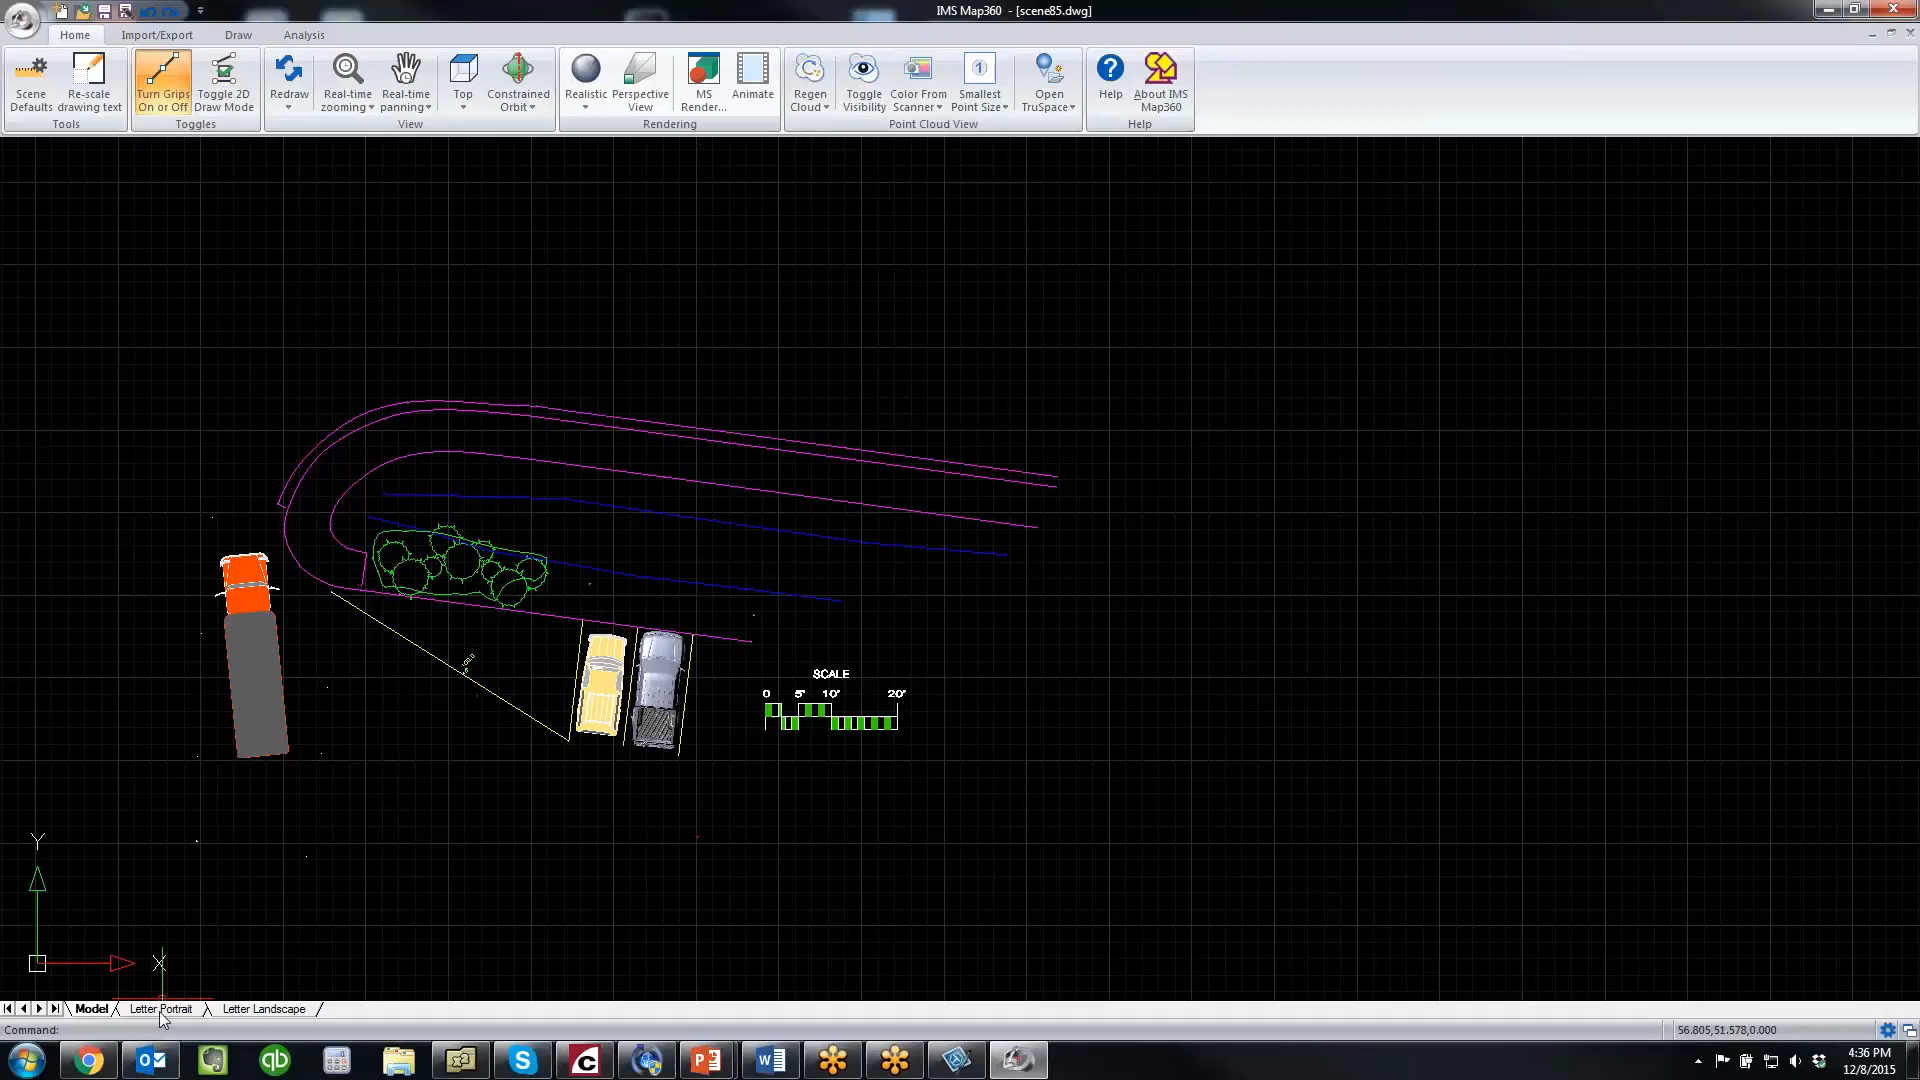 IMS Map360 - [scene85.dwg]
Home Import/Export Draw Analysis
Scene Defaults
Re-scale drawing text
Turn Grips On or Off
Toggle 2D Draw Mode
Redraw
Real-time zooming
Real-time panning
Top
Constrained Orbit
Realistic
Perspective View
MS Render...
Animate
Regen Cloud
Toggle Visibility
Color From Scanner
1
Smallest Point Size
Open TruSpace
Help
About IMS Map360
Tools Toggles View Rendering Point Cloud View Help
SCALE
0 5' 10' 20'
Y
X
Model Letter Portrait Letter Landscape
Command:
56.805,51.578,0.000
4:36 PM
12/8/2015